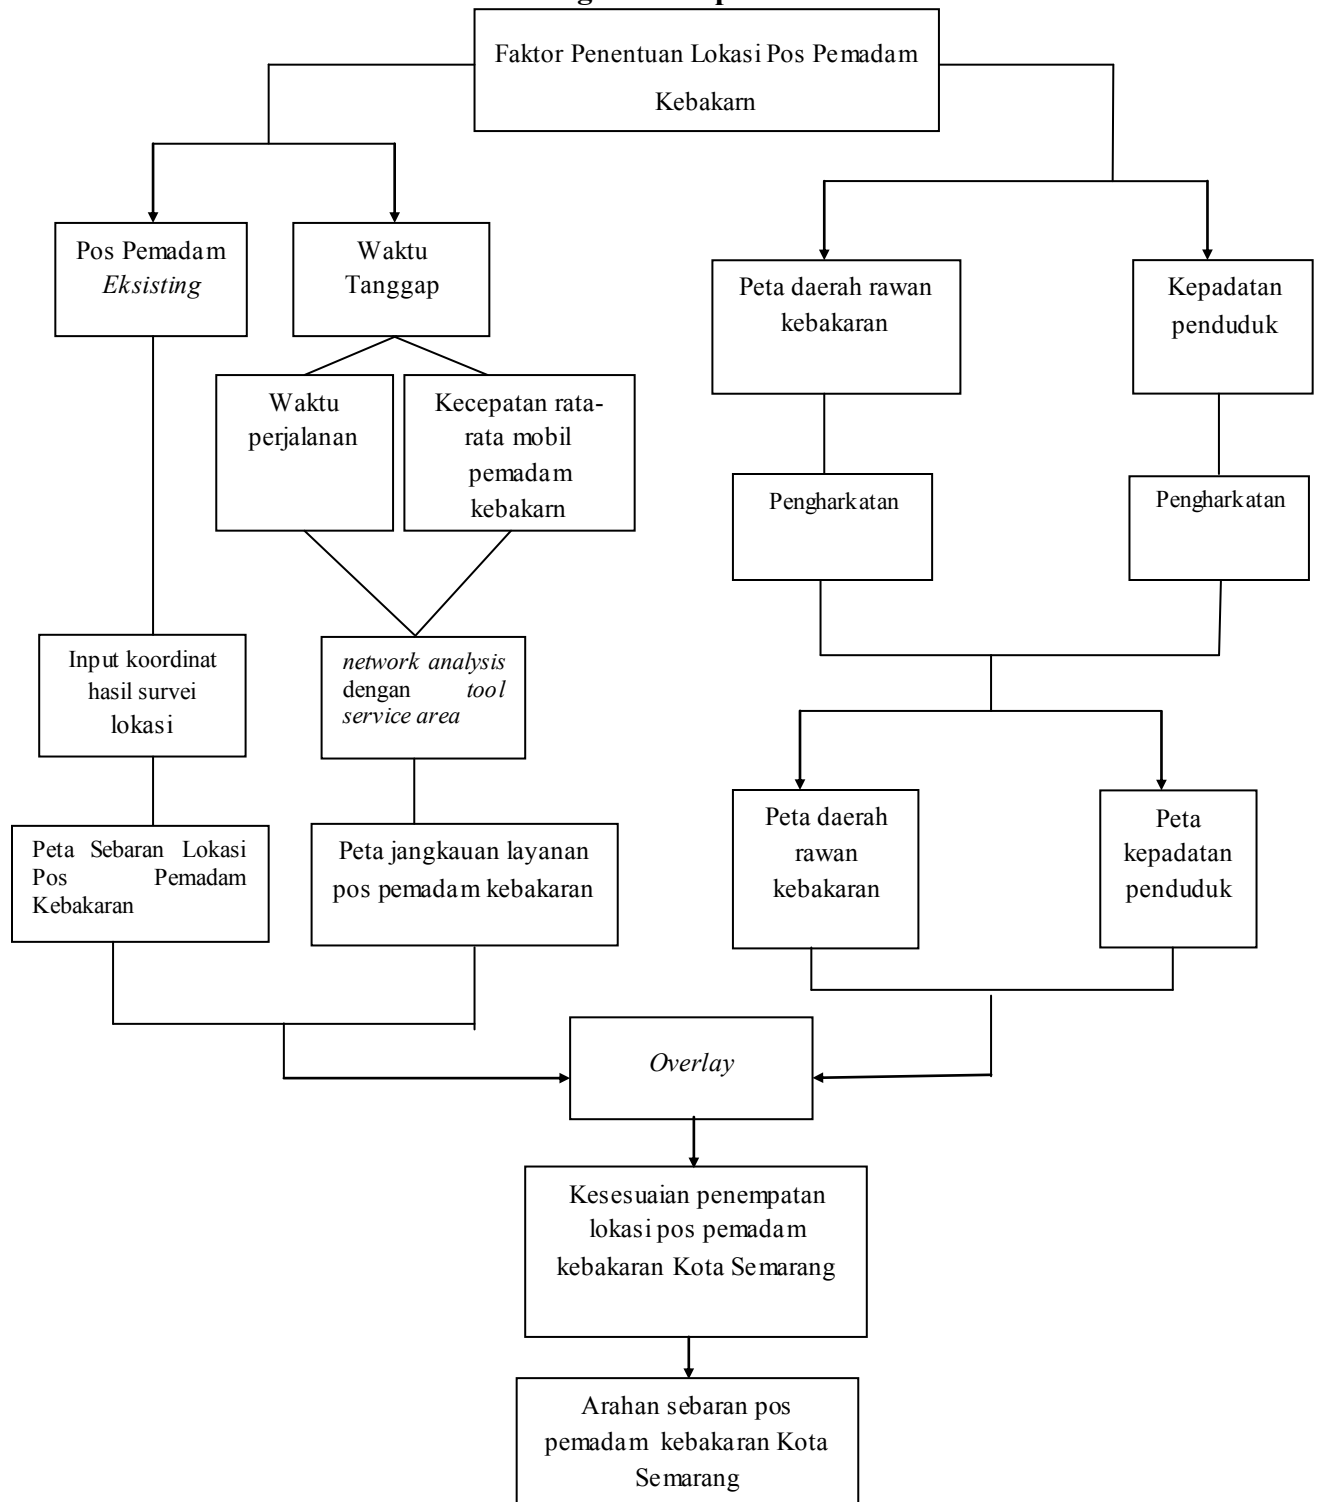 Faktor Penentuan Lokasi Pos Pemadam
Kebakarn
Pos Pemadam
Eksisting
Waktu
Tanggap
Peta daerah rawan
kebakaran
Kepadatan
penduduk
Waktu
perjalanan
Kecepatan rata-
rata mobil
pemadam
kebakarn
Pengharkatan
Pengharkatan
Input koordinat
hasil survei
lokasi
network analysis
dengan tool
service area
Peta Sebaran Lokasi
Pos Pemadam
Kebakaran
Peta jangkauan layanan
pos pemadam kebakaran
Peta daerah
rawan
kebakaran
Peta
kepadatan
penduduk
Overlay
Kesesuaian penempatan
lokasi pos pemadam
kebakaran Kota Semarang
Arahan sebaran pos
pemadam kebakaran Kota
Semarang